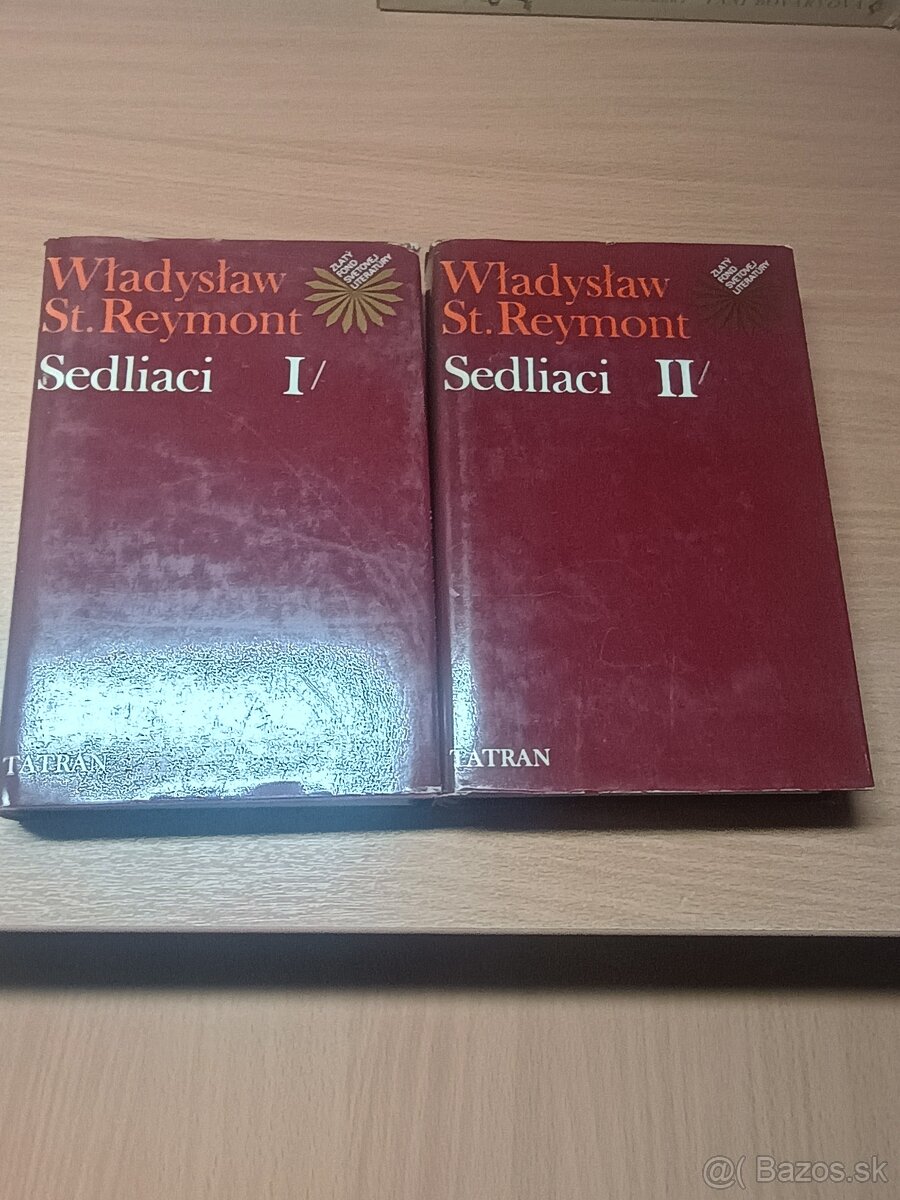 Władysław
St. Reymont
Sedliaci I/
ZLATÝ
FOND
SVETOVEJ
LITERATÚRY
TATRAN
Władysław
St. Reymont
Sedliaci II/
ZLATÝ
FOND
SVETOVEJ
LITERATÚRY
TATRAN
@( Bazos.sk